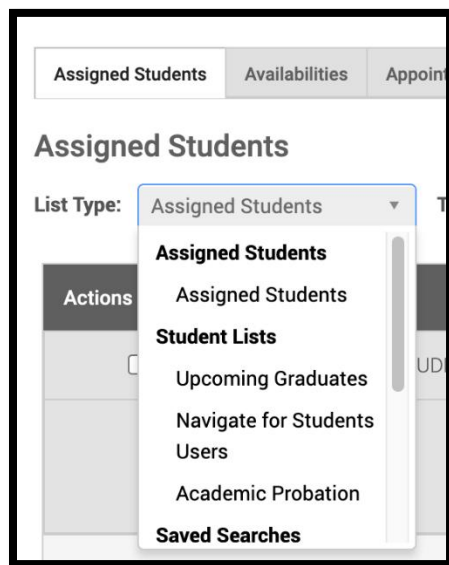 Assigned Students Availabilities Appoint
Assigned Students
List Type: Assigned Students T
Assigned Students
Actions Assigned Students
Student Lists
UD
Upcoming Graduates
Navigate for Students
Users
Academic Probation
Saved Searches